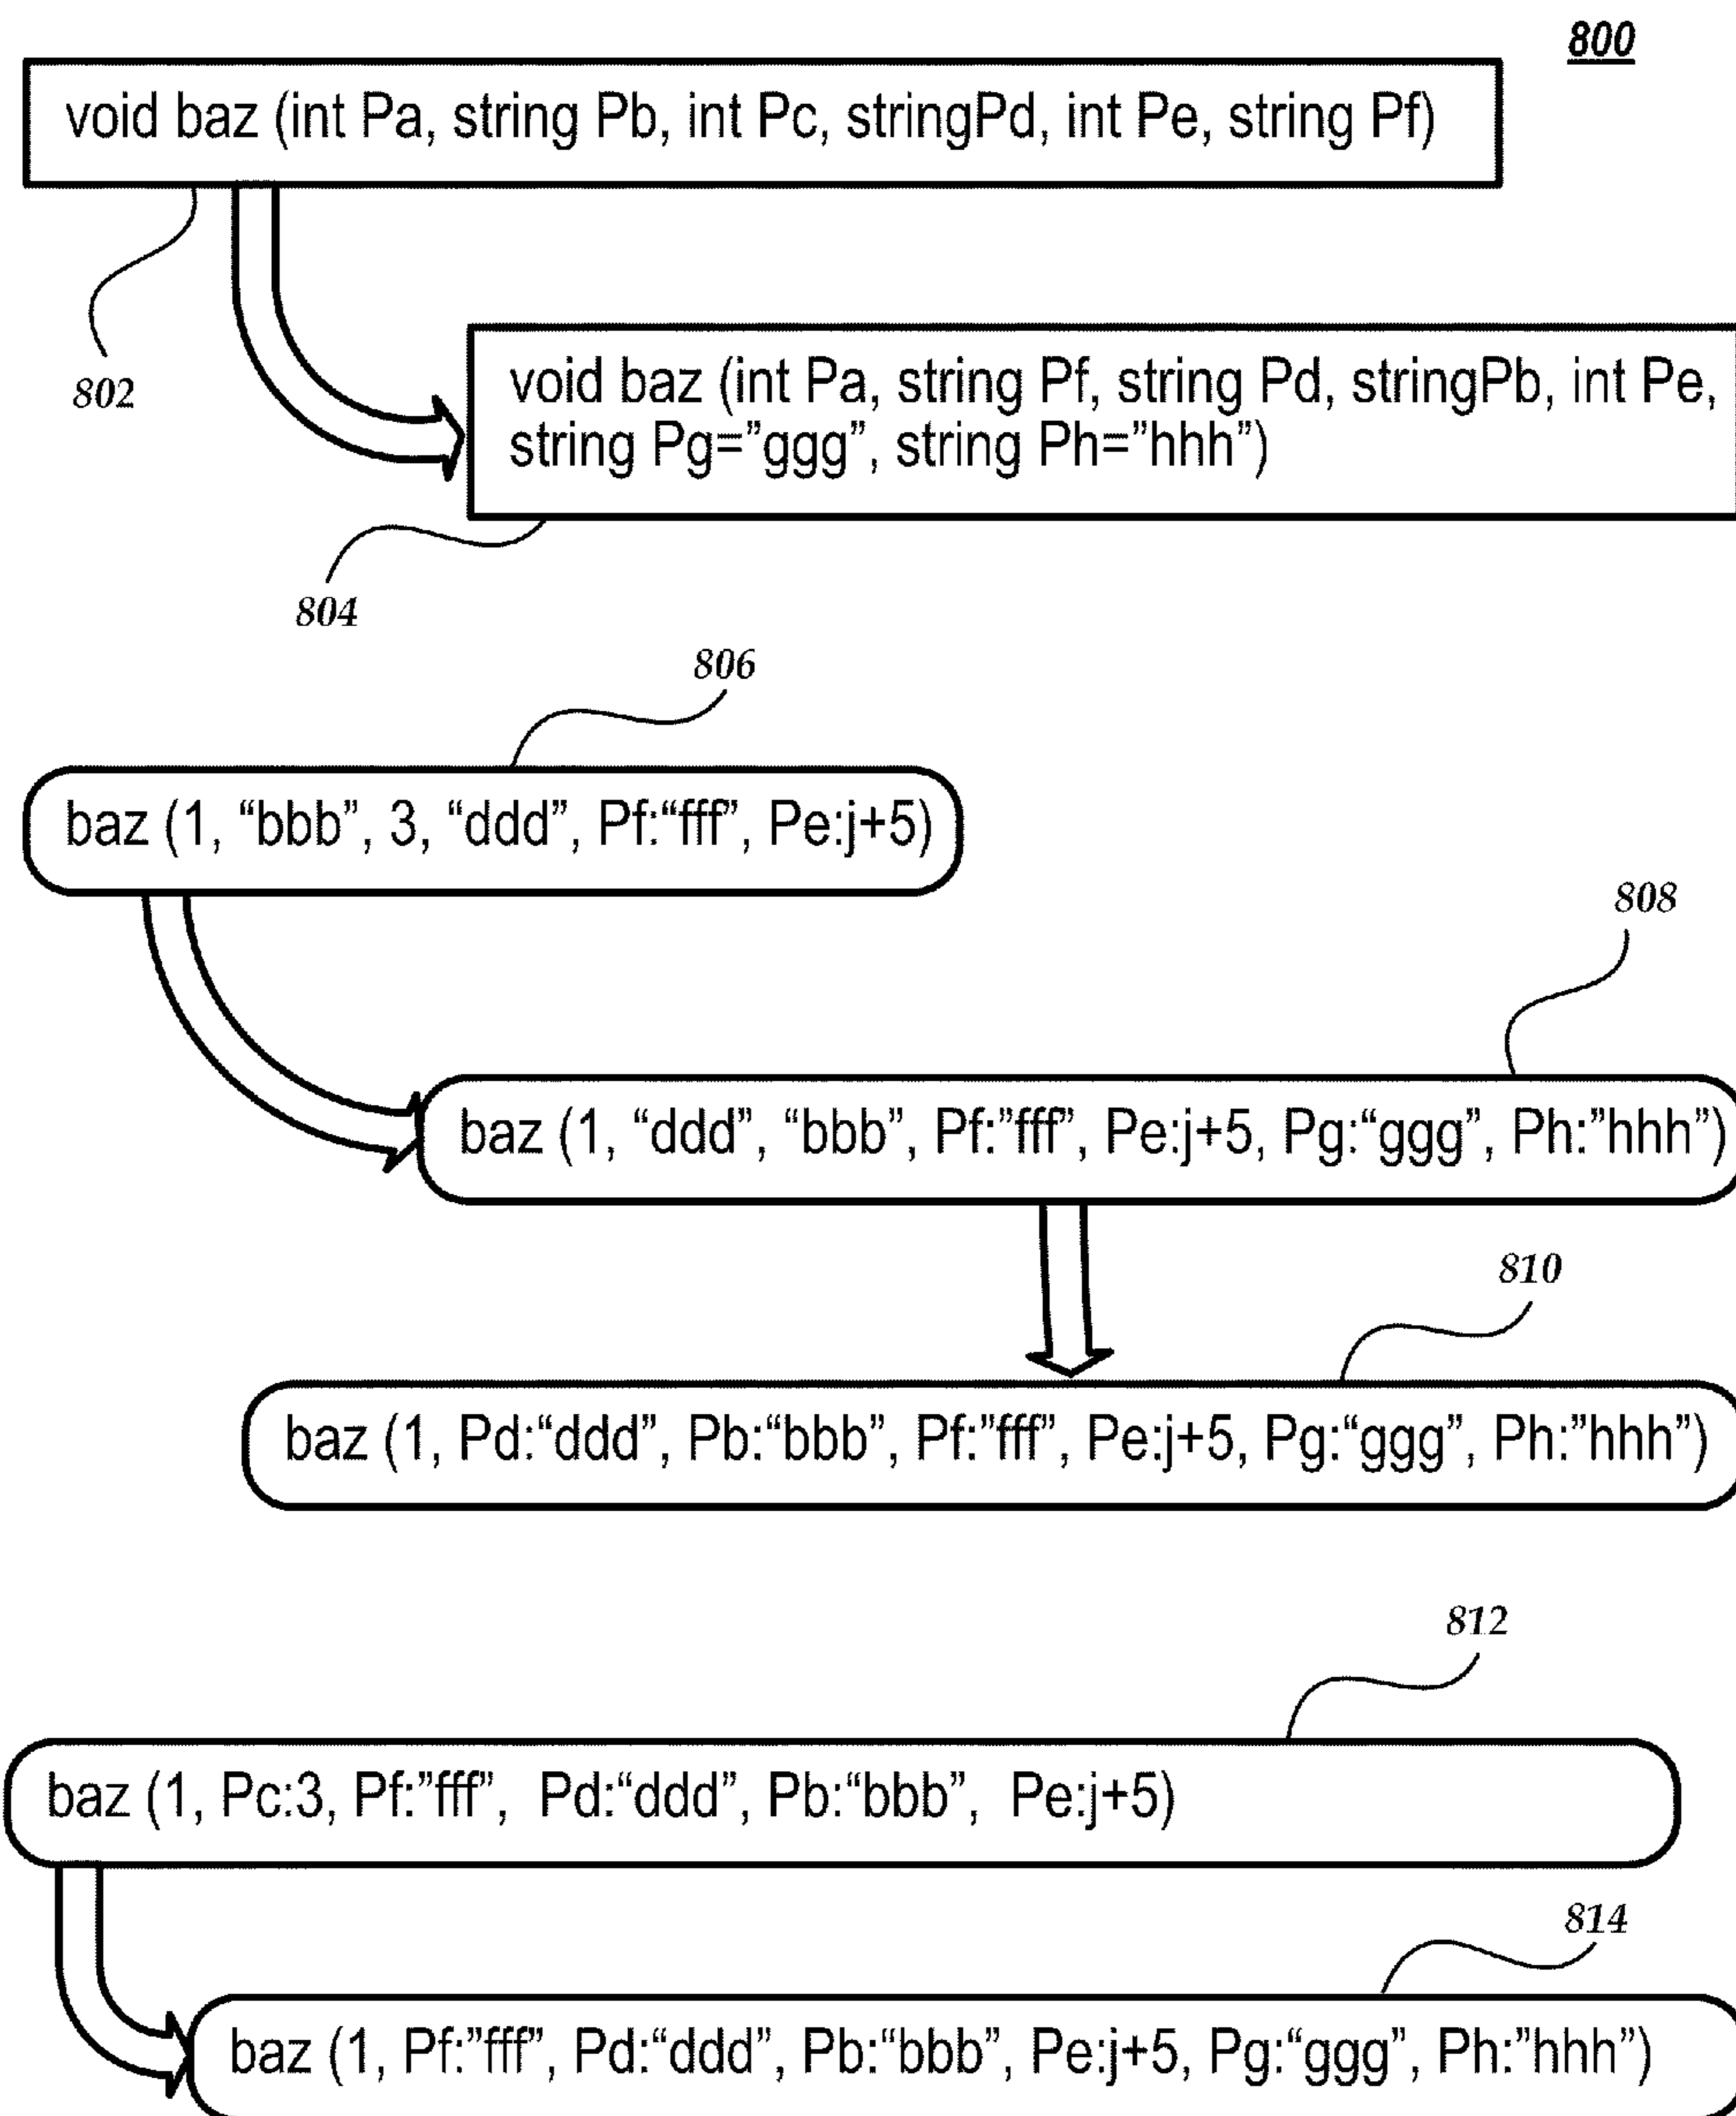 800
void baz (int Pa, string Pb, int Pc, stringPd, int Pe, string Pf)
802
void baz (int Pa, string Pf, string Pd, stringPb, int Pe,
string Pg=”ggg”, string Ph=”hhh”)
804
806
baz (1, “bbb”, 3, “ddd”, Pf:“fff”, Pe:j+5)
808
baz (1, “ddd”, “bbb”, Pf:”fff”, Pe:j+5, Pg:“ggg”, Ph:”hhh”)
810
baz (1, Pd:“ddd”, Pb:“bbb”, Pf:”fff”, Pe:j+5, Pg:“ggg”, Ph:”hhh”)
812
baz (1, Pc:3, Pf:”fff”, Pd:“ddd”, Pb:“bbb”, Pe:j+5)
814
baz (1, Pf:”fff”, Pd:“ddd”, Pb:“bbb”, Pe:j+5, Pg:“ggg”, Ph:”hhh”)